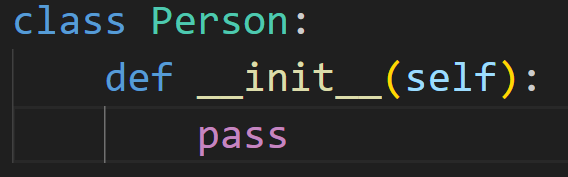 class Person:
    def __init__(self):
        pass